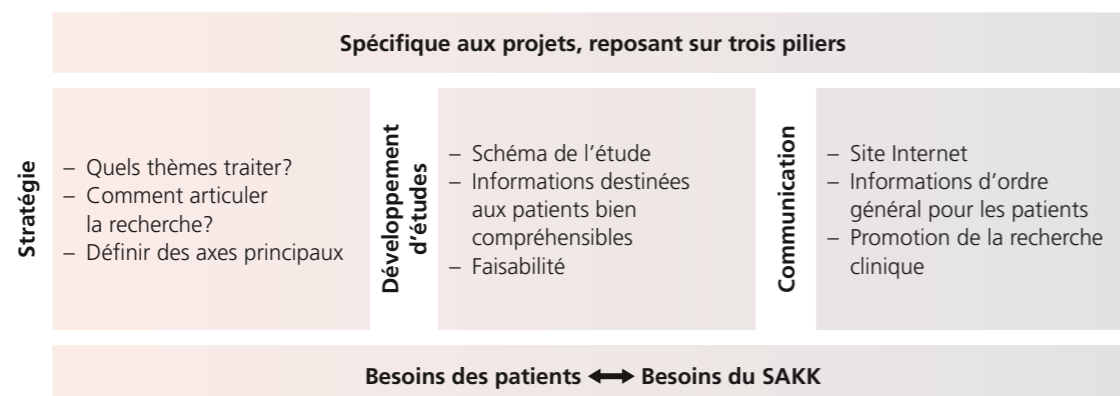 Spécifique aux projets, reposant sur trois piliers
Stratégie
– Quels thèmes traiter?
– Comment articuler
la recherche?
– Définir des axes principaux
Développement
d’études
– Schéma de l’étude
– Informations destinées
aux patients bien
compréhensibles
– Faisabilité
Communication
– Site Internet
– Informations d’ordre
général pour les patients
– Promotion de la recherche
clinique
Besoins des patients ↔ Besoins du SAKK